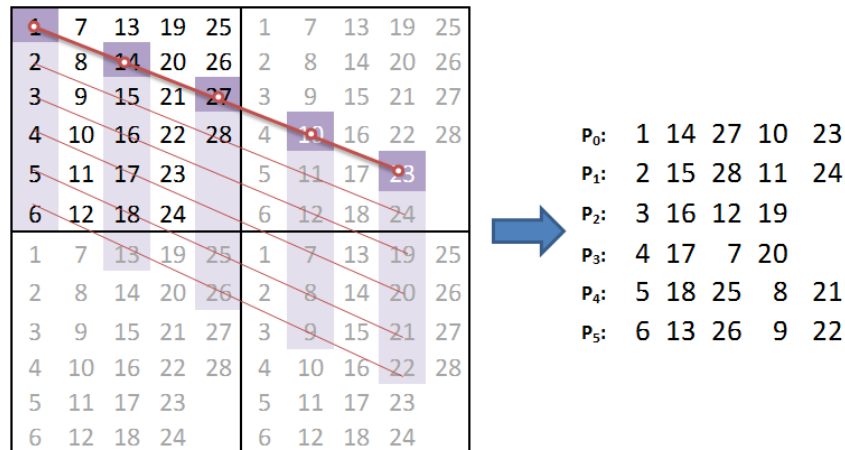 1 7 13 19 25 1 7 13 19 25
2 8 14 20 26 2 8 14 20 26
3 9 15 21 27 3 9 15 21 27
4 10 16 22 28 4 10 16 22 28
5 11 17 23 5 11 17 23
6 12 18 24 6 12 18 24
1 7 13 19 25 1 7 13 19 25
2 8 14 20 26 2 8 14 20 26
3 9 15 21 27 3 9 15 21 27
4 10 16 22 28 4 10 16 22 28
5 11 17 23 5 11 17 23
6 12 18 24 6 12 18 24
P₀: 1 14 27 10 23
P₁: 2 15 28 11 24
P₂: 3 16 12 19
P₃: 4 17 7 20
P₄: 5 18 25 8 21
P₅: 6 13 26 9 22